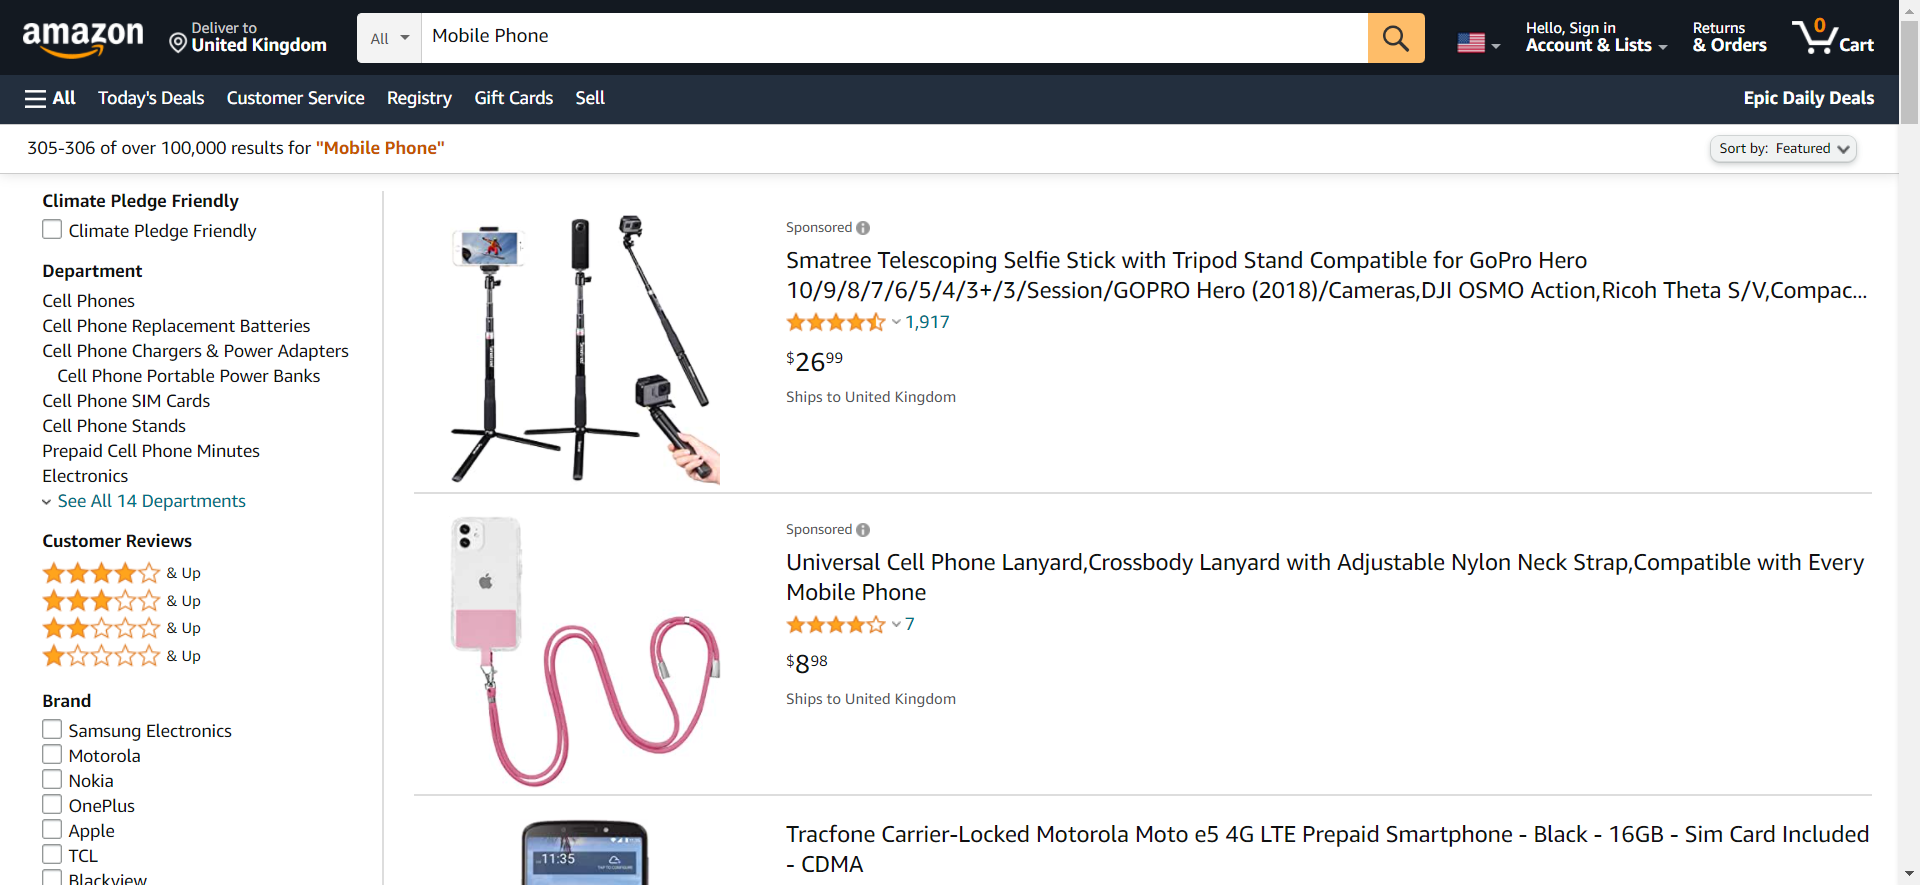 amazon
Deliver to
United Kingdom
All
Mobile Phone
Hello, Sign in
Account & Lists
Returns
& Orders
0
Cart
All
Today's Deals
Customer Service
Registry
Gift Cards
Sell
Epic Daily Deals
305-306 of over 100,000 results for "Mobile Phone"
Sort by: Featured
Climate Pledge Friendly
Climate Pledge Friendly
Department
Cell Phones
Cell Phone Replacement Batteries
Cell Phone Chargers & Power Adapters
Cell Phone Portable Power Banks
Cell Phone SIM Cards
Cell Phone Stands
Prepaid Cell Phone Minutes
Electronics
See All 14 Departments
Customer Reviews
& Up
& Up
& Up
& Up
Brand
Samsung Electronics
Motorola
Nokia
OnePlus
Apple
TCL
Blackview
Sponsored
Smatree Telescoping Selfie Stick with Tripod Stand Compatible for GoPro Hero
10/9/8/7/6/5/4/3+/3/Session/GOPRO Hero (2018)/Cameras,DJI OSMO Action,Ricoh Theta S/V,Compac...
1,917
$26 99
Ships to United Kingdom
Sponsored
Universal Cell Phone Lanyard,Crossbody Lanyard with Adjustable Nylon Neck Strap,Compatible with Every
Mobile Phone
7
$8 98
Ships to United Kingdom
11:35
Tracfone Carrier-Locked Motorola Moto e5 4G LTE Prepaid Smartphone - Black - 16GB - Sim Card Included
- CDMA